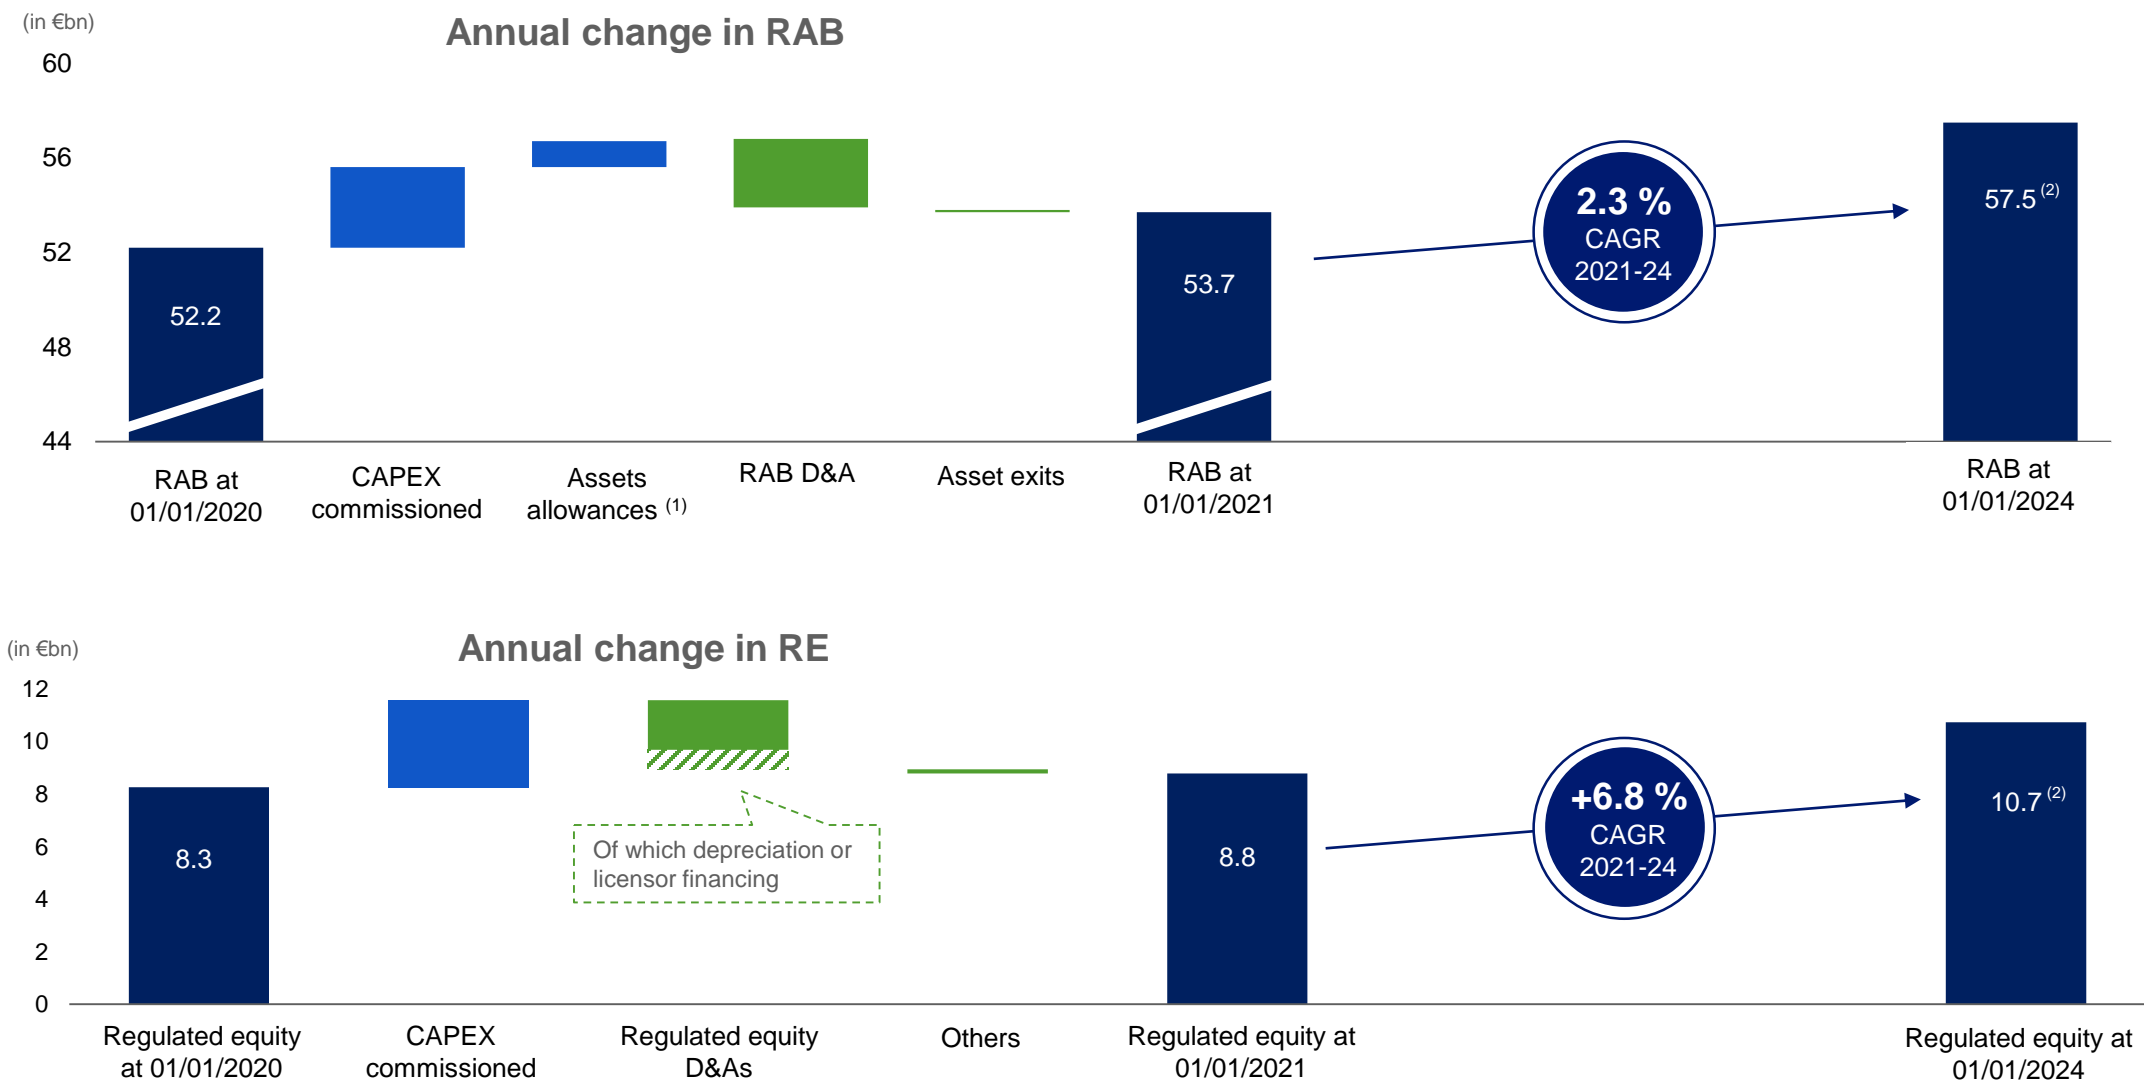 (in €bn)
Annual change in RAB
60
56
52
48
44
52.2
53.7
2.3 %
CAGR
2021-24
57.5 (2)
RAB at
01/01/2020
CAPEX
commissioned
Assets
allowances (1)
RAB D&A
Asset exits
RAB at
01/01/2021
RAB at
01/01/2024
(in €bn)
Annual change in RE
12
10
8
6
4
2
0
8.3
Of which depreciation or
licensor financing
8.8
+6.8 %
CAGR
2021-24
10.7 (2)
Regulated equity
at 01/01/2020
CAPEX
commissioned
Regulated equity
D&As
Others
Regulated equity at
01/01/2021
Regulated equity at
01/01/2024